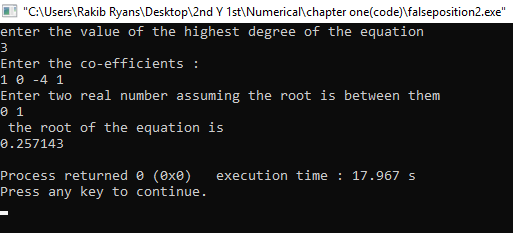 "C:\Users\Rakib Ryans\Desktop\2nd Y 1st\Numerical\chapter one(code)\falseposition2.exe"
enter the value of the highest degree of the equation
3
Enter the co-efficients :
1 0 -4 1
Enter two real number assuming the root is between them
0 1
the root of the equation is
0.257143
Process returned 0 (0x0)   execution time : 17.967 s
Press any key to continue.